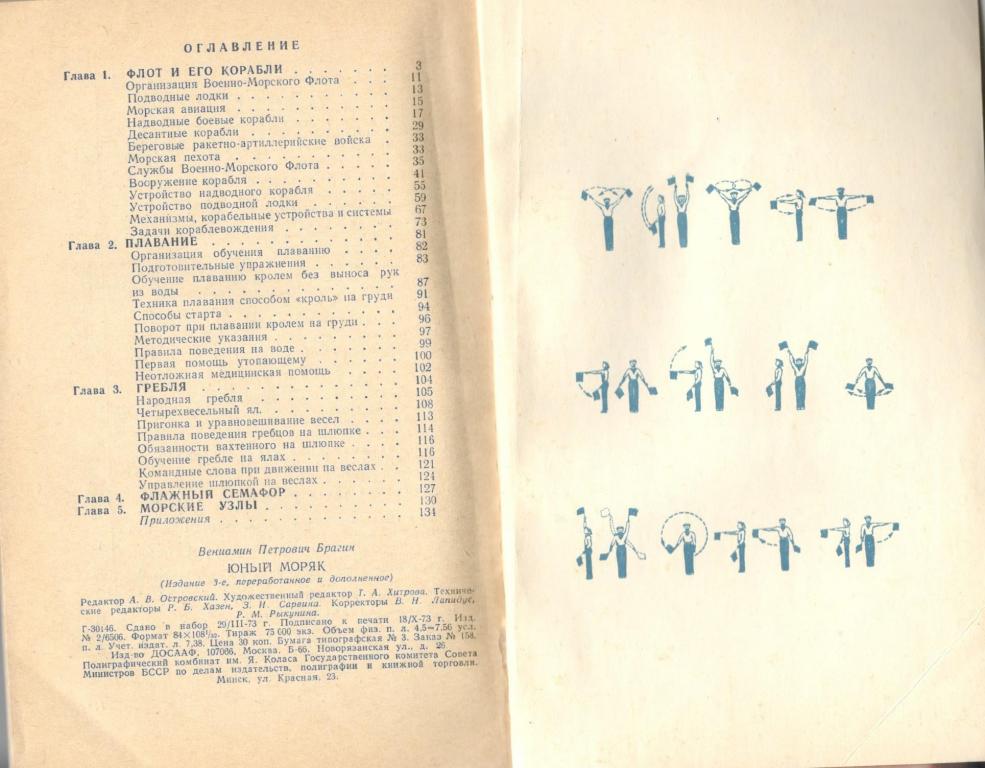 ОГЛАВЛЕНИЕ
Глава 1. ФЛОТ И ЕГО КОРАБЛИ . . . . . . . 3
Организация Военно-Морского Флота . . . 11
Подводные лодки . . . . . . . . . . 13
Морская авиация . . . . . . . . . . 15
Надводные боевые корабли . . . . . . 17
Десантные корабли . . . . . . . . . 29
Береговые ракетно-артиллерийские войска . 33
Морская пехота . . . . . . . . . . 33
Службы Военно-Морского Флота . . . . . 35
Вооружение корабля . . . . . . . . . 41
Устройство надводного корабля . . . . . 55
Устройство подводной лодки . . . . . . 59
Механизмы, корабельные устройства и системы 67
Задачи кораблевождения . . . . . . . 73
Глава 2. ПЛАВАНИЕ . . . . . . . . . . . 81
Организация обучения плаванию . . . . 82
Подготовительные упражнения . . . . . 83
Обучение плаванию кролем без выноса рук
из воды . . . . . . . . . . . . 87
Техника плавания способом «кроль» на груди 91
Способы старта . . . . . . . . . . 94
Поворот при плавании кролем на груди . . . 96
Методические указания . . . . . . . . 97
Правила поведения на воде . . . . . . 99
Первая помощь утопающему . . . . . . 100
Неотложная медицинская помощь . . . . 102
Глава 3. ГРЕБЛЯ . . . . . . . . . . . . 104
Народная гребля . . . . . . . . . 105
Четырехвесельный ял. . . . . . . . . 108
Пригонка и уравновешивание весел . . . . 113
Правила поведения гребцов на шлюпке . . . 114
Обязанности вахтенного на шлюпке . . . . 116
Обучение гребле на ялах . . . . . . . 116
Командные слова при движении на веслах . . 121
Управление шлюпкой на веслах . . . . . 124
Глава 4. ФЛАЖНЫЙ СЕМАФОР . . . . . . . . 127
Глава 5. МОРСКИЕ УЗЛЫ . . . . . . . . . 130
Приложения . . . . . . . . . . . . 134
Вениамин Петрович Брагин
ЮНЫЙ МОРЯК
(Издание 3-е, переработанное и дополненное)
Редактор А. В. Островский. Художественный редактор Т. А. Хитрова. Техниче-
ские редакторы Р. Б. Хазен, З. И. Сарвина. Корректоры В. Н. Лапидус,
Р. М. Рыкунина.
Г-30146. Сдано в набор 29/III-73 г. Подписано к печати 18/X-73 г. Изд.
№ 2/6506. Формат 84×108¹/₃₂. Тираж 75 000 экз. Объем физ. п. л. 4,5=7,56 усл.
п. л. Учет. издат. л. 7,38. Цена 30 коп. Бумага типографская № 3. Заказ № 158.
Изд-во ДОСААФ, 107066, Москва, Б-66, Новорязанская ул., д. 26
Полиграфический комбинат им. Я. Коласа Государственного комитета Совета
Министров БССР по делам издательств, полиграфии и книжной торговли.
Минск, ул. Красная, 23.